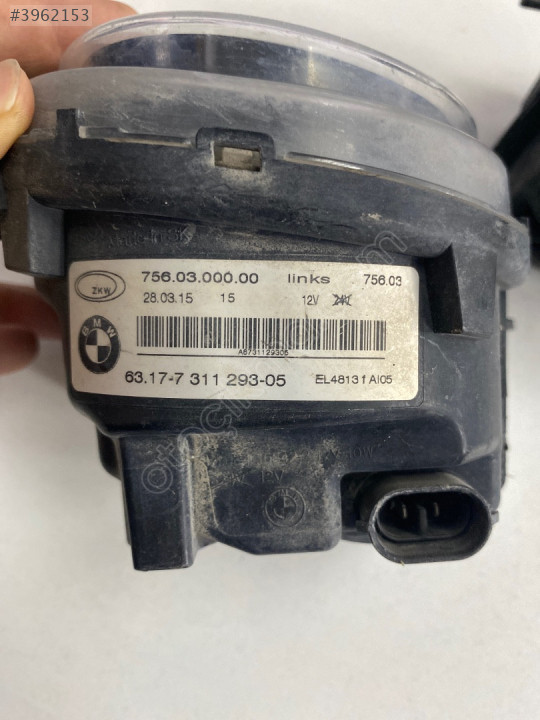 #3962153
756.03.000.00 links 756.03
ZKW
28.03.15 15 12V
BMW
A6731129305
63.17-7 311 293-05 EL48131AI05